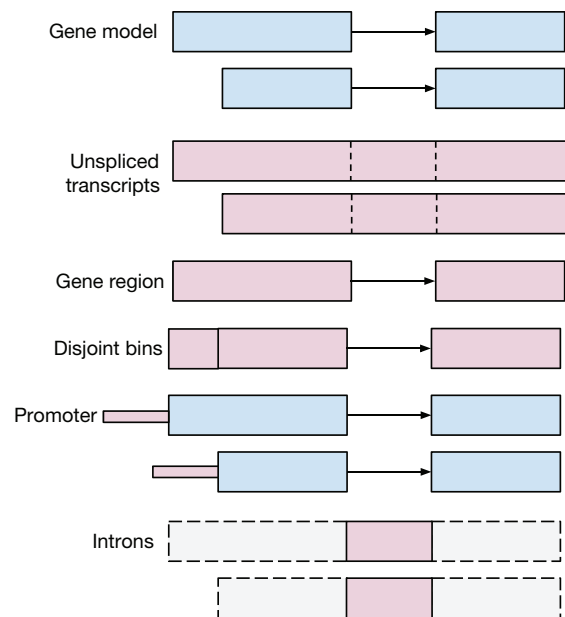 Gene model
Unspliced
transcripts
Gene region
Disjoint bins
Promoter
Introns